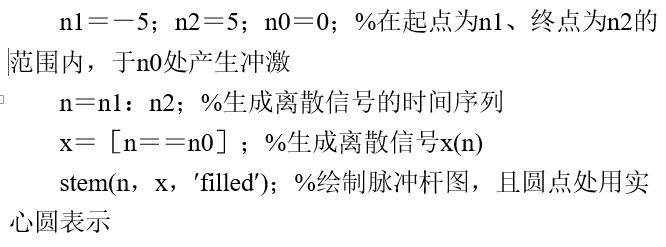 n1＝－5；n2＝5；n0＝0；%在起点为n1、终点为n2的
范围内，于n0处产生冲激
n＝n1：n2；%生成离散信号的时间序列
x＝［n＝＝n0］；%生成离散信号x(n)
stem(n，x，′filled′)；%绘制脉冲杆图，且圆点处用实
心圆表示